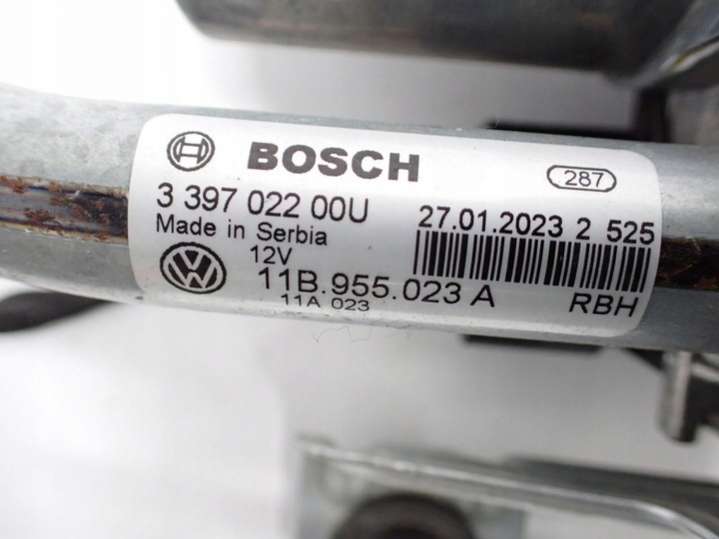 BOSCH 287
3 397 022 00U 27.01.2023 2 525
Made in Serbia
12V
11B.955.023 A RBH
11A 023